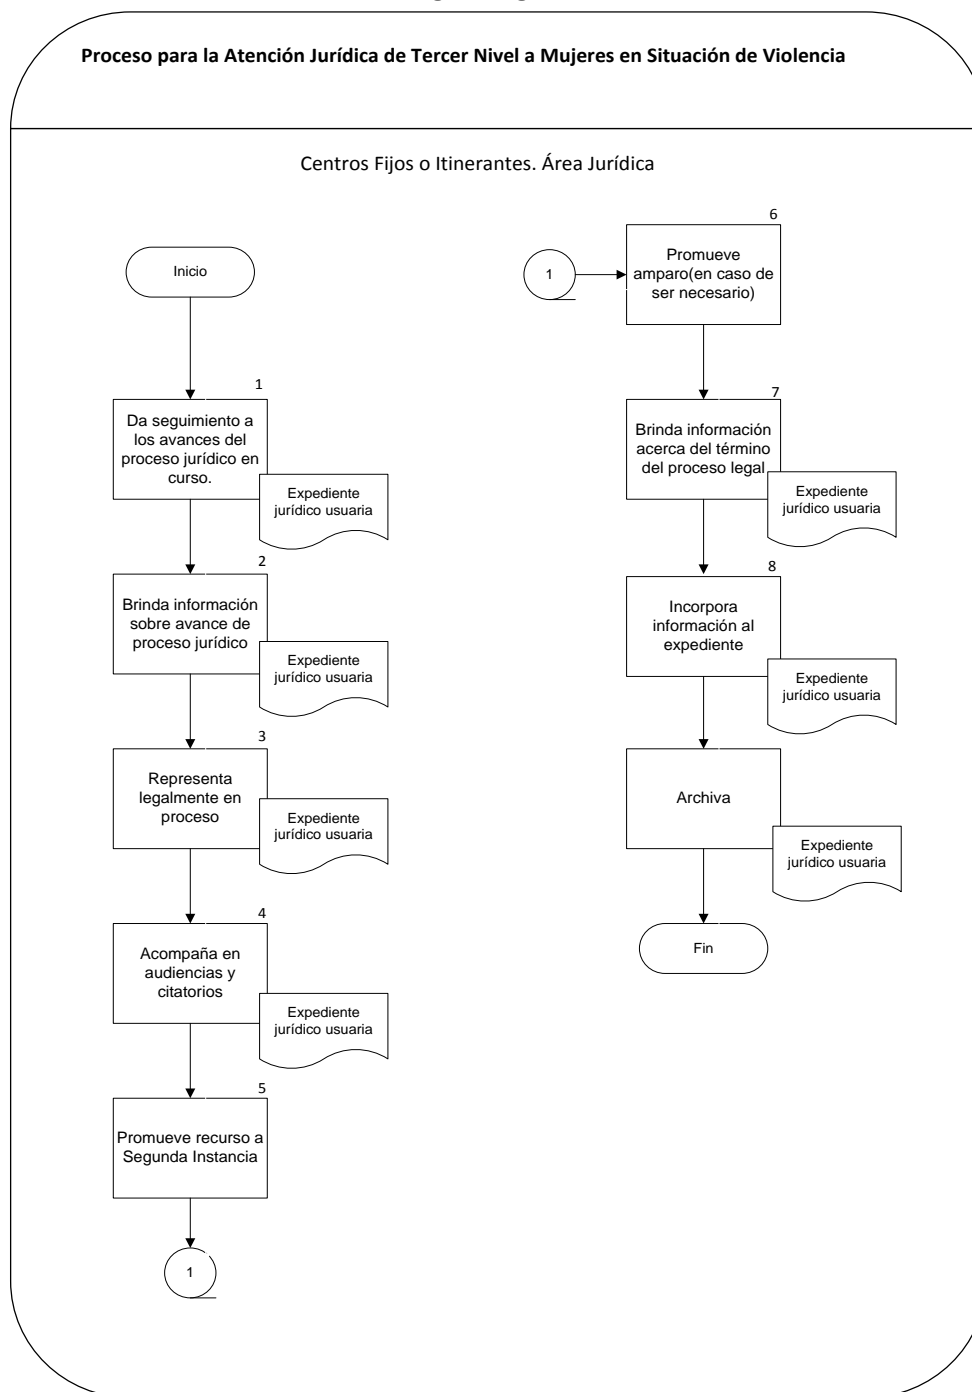 Proceso para la Atención Jurídica de Tercer Nivel a Mujeres en Situación de Violencia
Centros Fijos o Itinerantes. Área Jurídica
Inicio
1
Da seguimiento a
los avances del
proceso jurídico en
curso.
Expediente
jurídico usuaria
2
Brinda información
sobre avance de
proceso jurídico
Expediente
jurídico usuaria
3
Representa
legalmente en
proceso
Expediente
jurídico usuaria
4
Acompaña en
audiencias y
citatorios
Expediente
jurídico usuaria
5
Promueve recurso a
Segunda Instancia
1
1
6
Promueve
amparo(en caso de
ser necesario)
7
Brinda información
acerca del término
del proceso legal
Expediente
jurídico usuaria
8
Incorpora
información al
expediente
Expediente
jurídico usuaria
Archiva
Expediente
jurídico usuaria
Fin